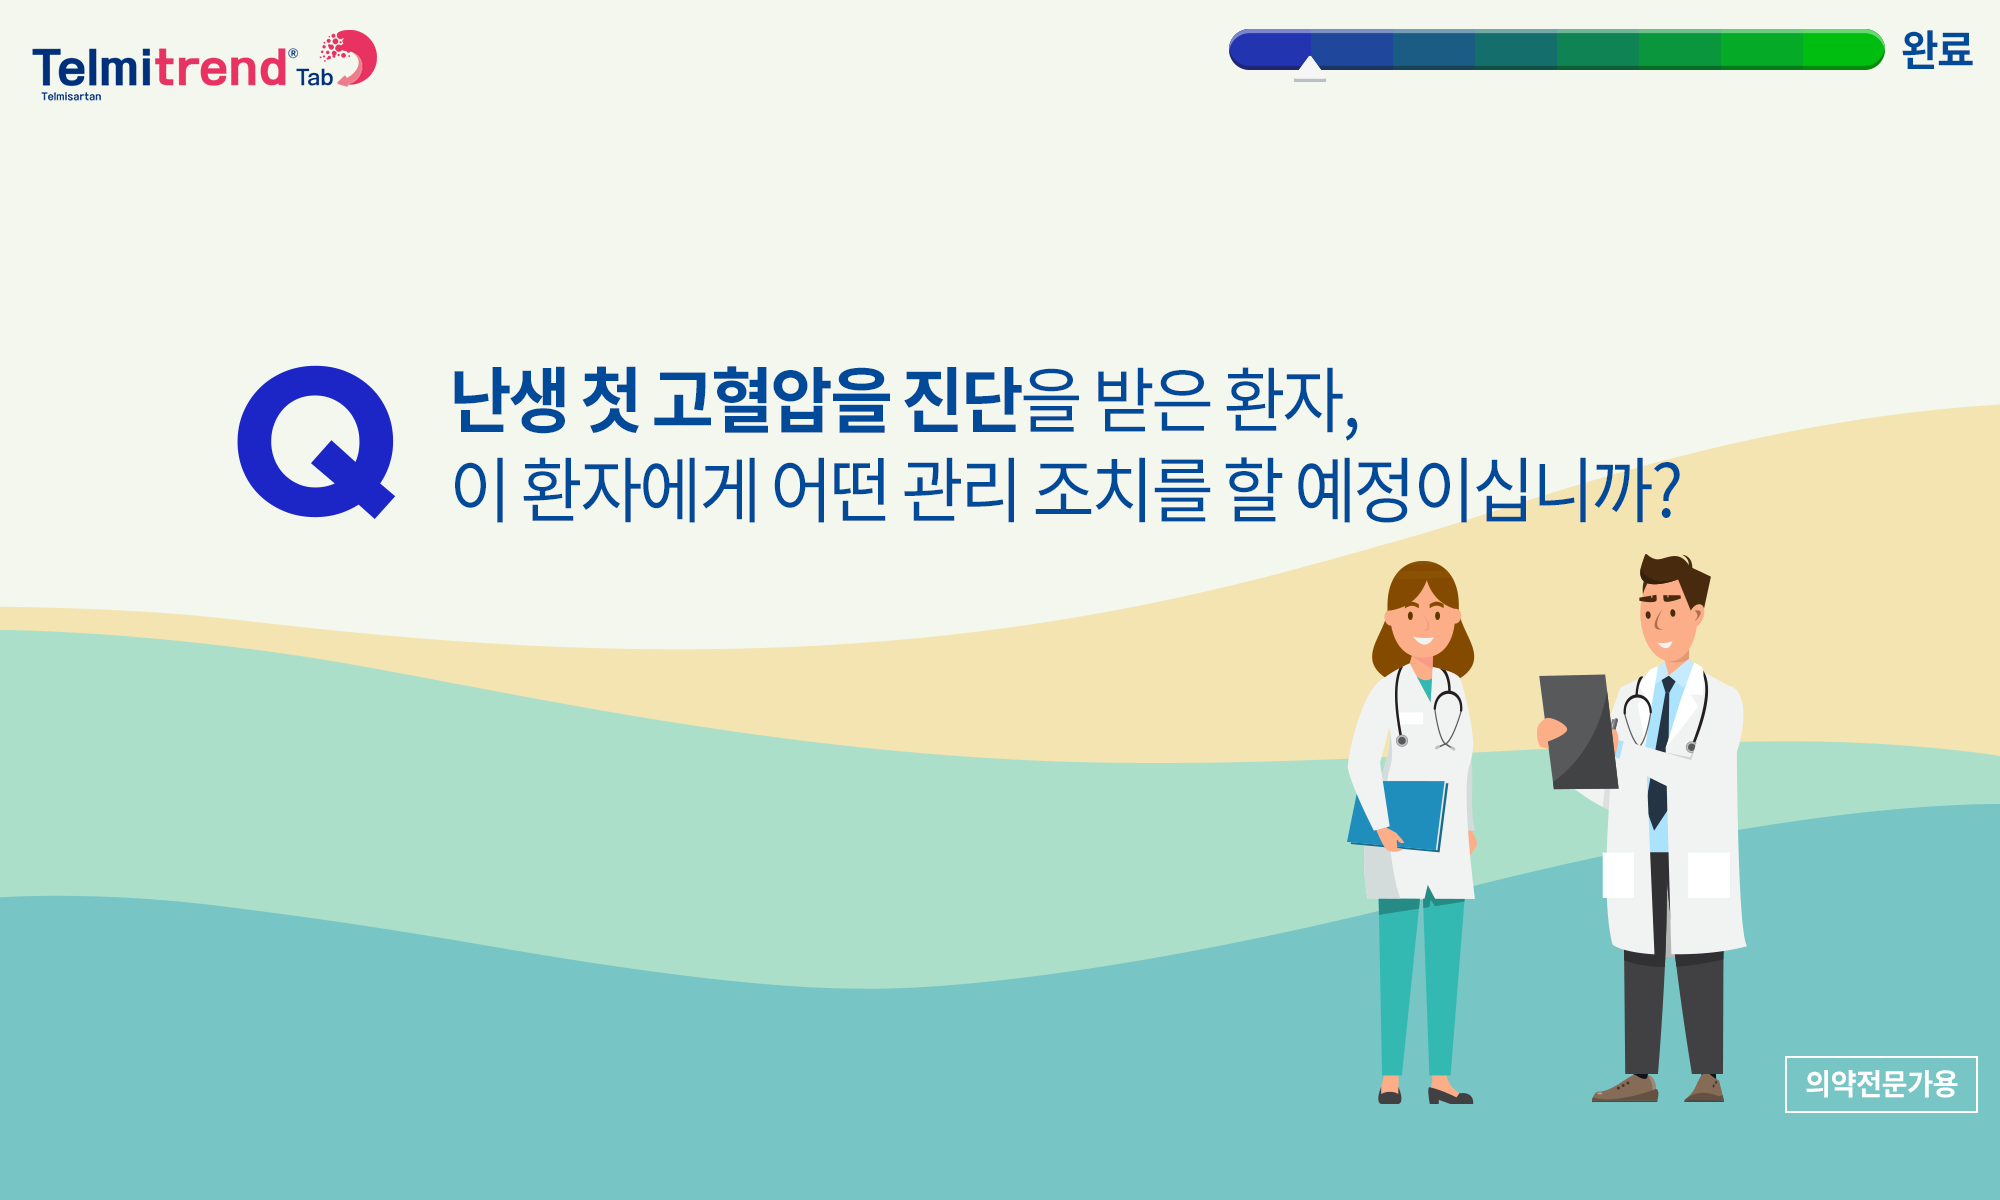 Telmitrend® Tab
Telmisartan
완료
Q
난생 첫 고혈압을 진단을 받은 환자,
이 환자에게 어떤 관리 조치를 할 예정이십니까?
의약전문가용